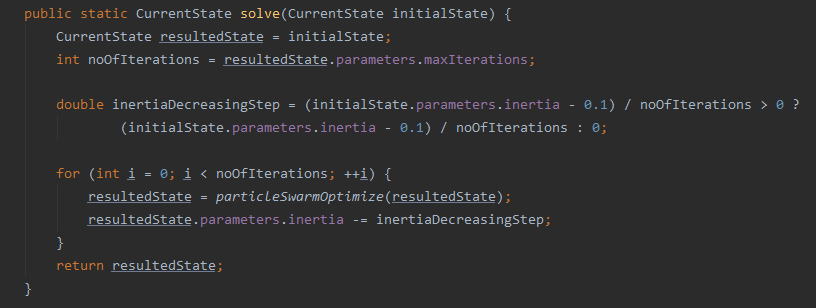 public static CurrentState solve(CurrentState initialState) {
    CurrentState resultedState = initialState;
    int noOfIterations = resultedState.parameters.maxIterations;

    double inertiaDecreasingStep = (initialState.parameters.inertia - 0.1) / noOfIterations > 0 ?
            (initialState.parameters.inertia - 0.1) / noOfIterations : 0;

    for (int i = 0; i < noOfIterations; ++i) {
        resultedState = particleSwarmOptimize(resultedState);
        resultedState.parameters.inertia -= inertiaDecreasingStep;
    }
    return resultedState;
}